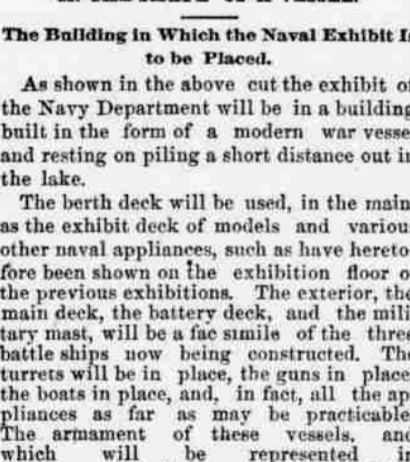 The Building in Which the Naval Exhibit I
to be Placed.
As shown in the above cut the exhibit o
the Navy Department will be in a building
built in the form of a modern war vesse
and resting on piling a short distance out in
the lake.
The berth deck will be used, in the main
as the exhibit deck of models and variou
other naval appliances, such as have hereto
fore been shown on the exhibition floor o
the previous exhibitions. The exterior, the
main deck, the battery deck, and the mili
tary mast, will be a fac simile of the three
battle ships now being constructed. The
turrets will be in place, the guns in place
the boats in place, and, in fact, all the ap
pliances as far as may be practicable
The armament of these vessels, and
which will be represented in